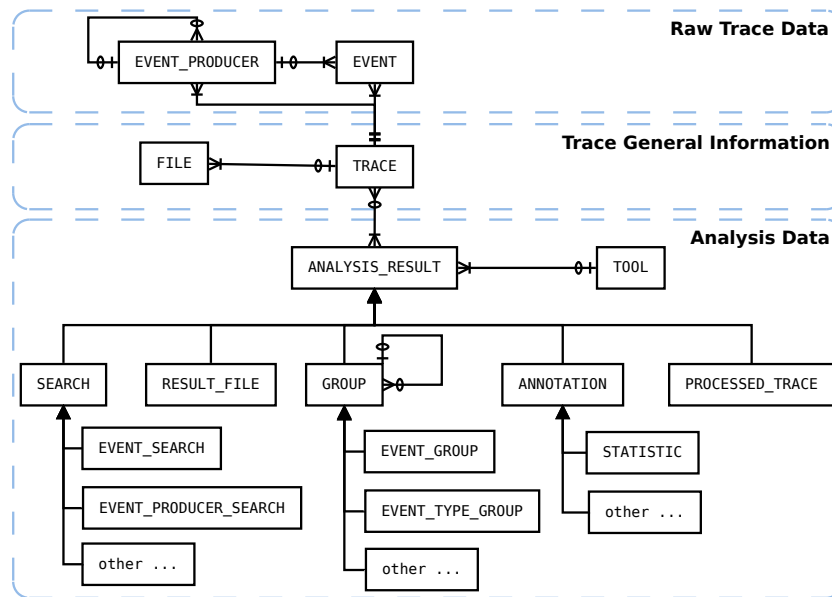 Raw Trace Data
EVENT_PRODUCER
EVENT
Trace General Information
FILE
TRACE
Analysis Data
ANALYSIS_RESULT
TOOL
SEARCH
RESULT_FILE
GROUP
ANNOTATION
PROCESSED_TRACE
EVENT_SEARCH
EVENT_GROUP
STATISTIC
EVENT_PRODUCER_SEARCH
EVENT_TYPE_GROUP
other ...
other ...
other ...